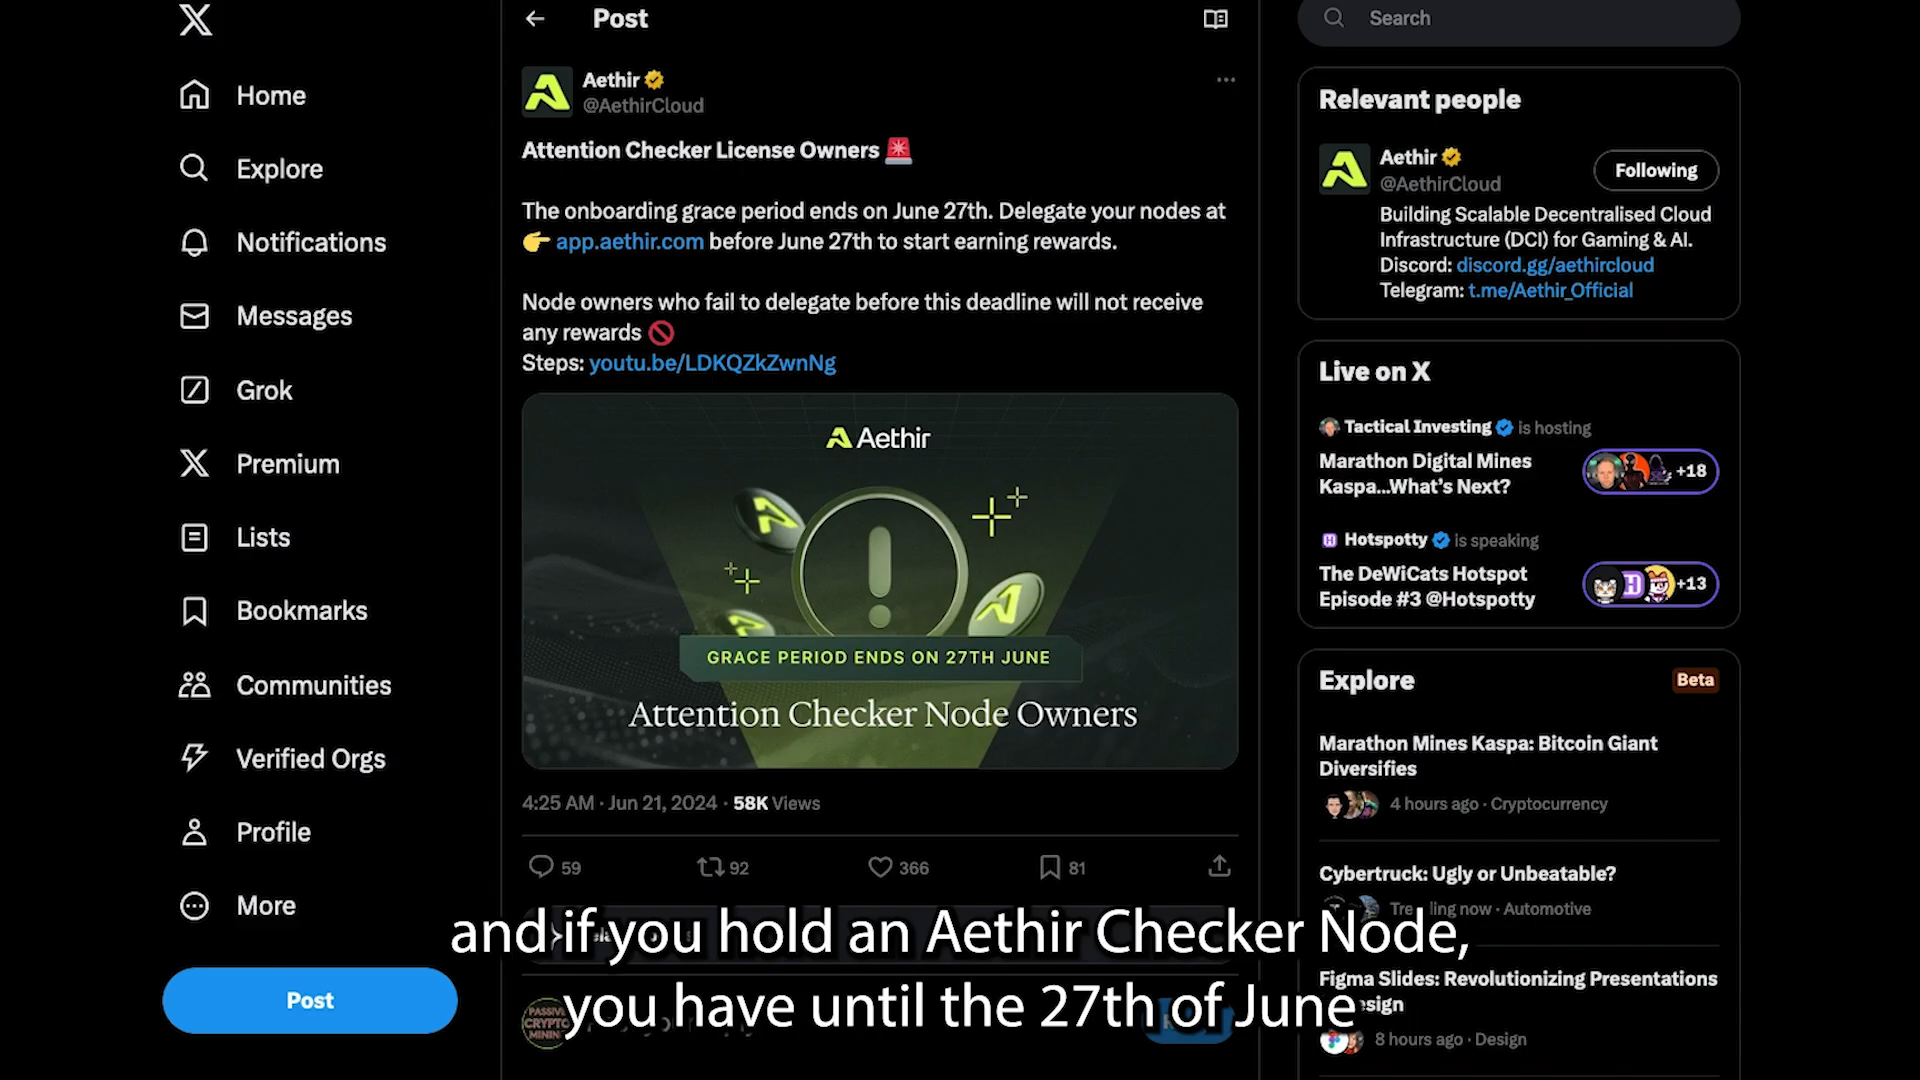 Home
Explore
Notifications
Messages
Grok
Premium
Lists
Bookmarks
Communities
Verified Orgs
Profile
More
Post
Post
Aethir
@AethirCloud
Attention Checker License Owners
The onboarding grace period ends on June 27th. Delegate your nodes at
app.aethir.com before June 27th to start earning rewards.
Node owners who fail to delegate before this deadline will not receive
any rewards
Steps: youtu.be/LDKQZkZwnNg
Aethir
GRACE PERIOD ENDS ON 27TH JUNE
Attention Checker Node Owners
4:25 AM · Jun 21, 2024 · 58K Views
59
92
366
81
and if you hold an Aethir Checker Node,
you have until the 27th of June
PASSIVE
CRYPTO
MINING
Search
Relevant people
Aethir
@AethirCloud
Following
Building Scalable Decentralised Cloud
Infrastructure (DCI) for Gaming & AI.
Discord: discord.gg/aethircloud
Telegram: t.me/Aethir_Official
Live on X
Tactical Investing is hosting
Marathon Digital Mines
Kaspa...What's Next?
+18
Hotspotty is speaking
The DeWiCats Hotspot
Episode #3 @Hotspotty
+13
Explore
Beta
Marathon Mines Kaspa: Bitcoin Giant
Diversifies
4 hours ago · Cryptocurrency
Cybertruck: Ugly or Unbeatable?
now · Automotive
Figma Slides: Revolutionizing Presentations
8 hours ago · Design